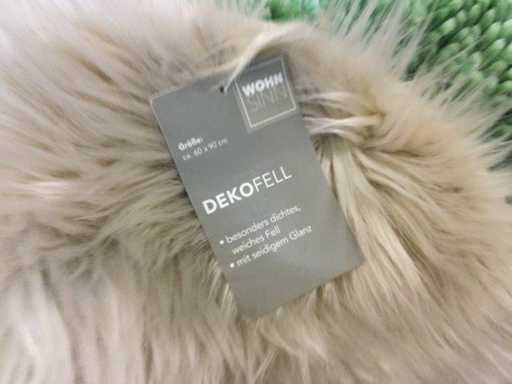 WOHN
SINN
Größe:
ca. 60 x 90 cm
DEKOFELL
• besonders dichtes,
weiches Fell
• mit seidigem Glanz